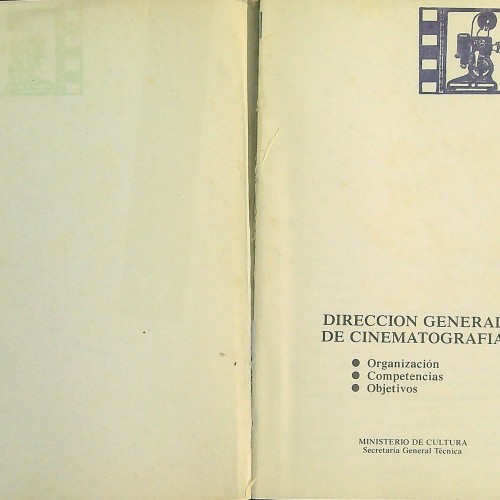 DIRECCION GENERAL
DE CINEMATOGRAFIA
● Organización
● Competencias
● Objetivos
MINISTERIO DE CULTURA
Secretaría General Técnica